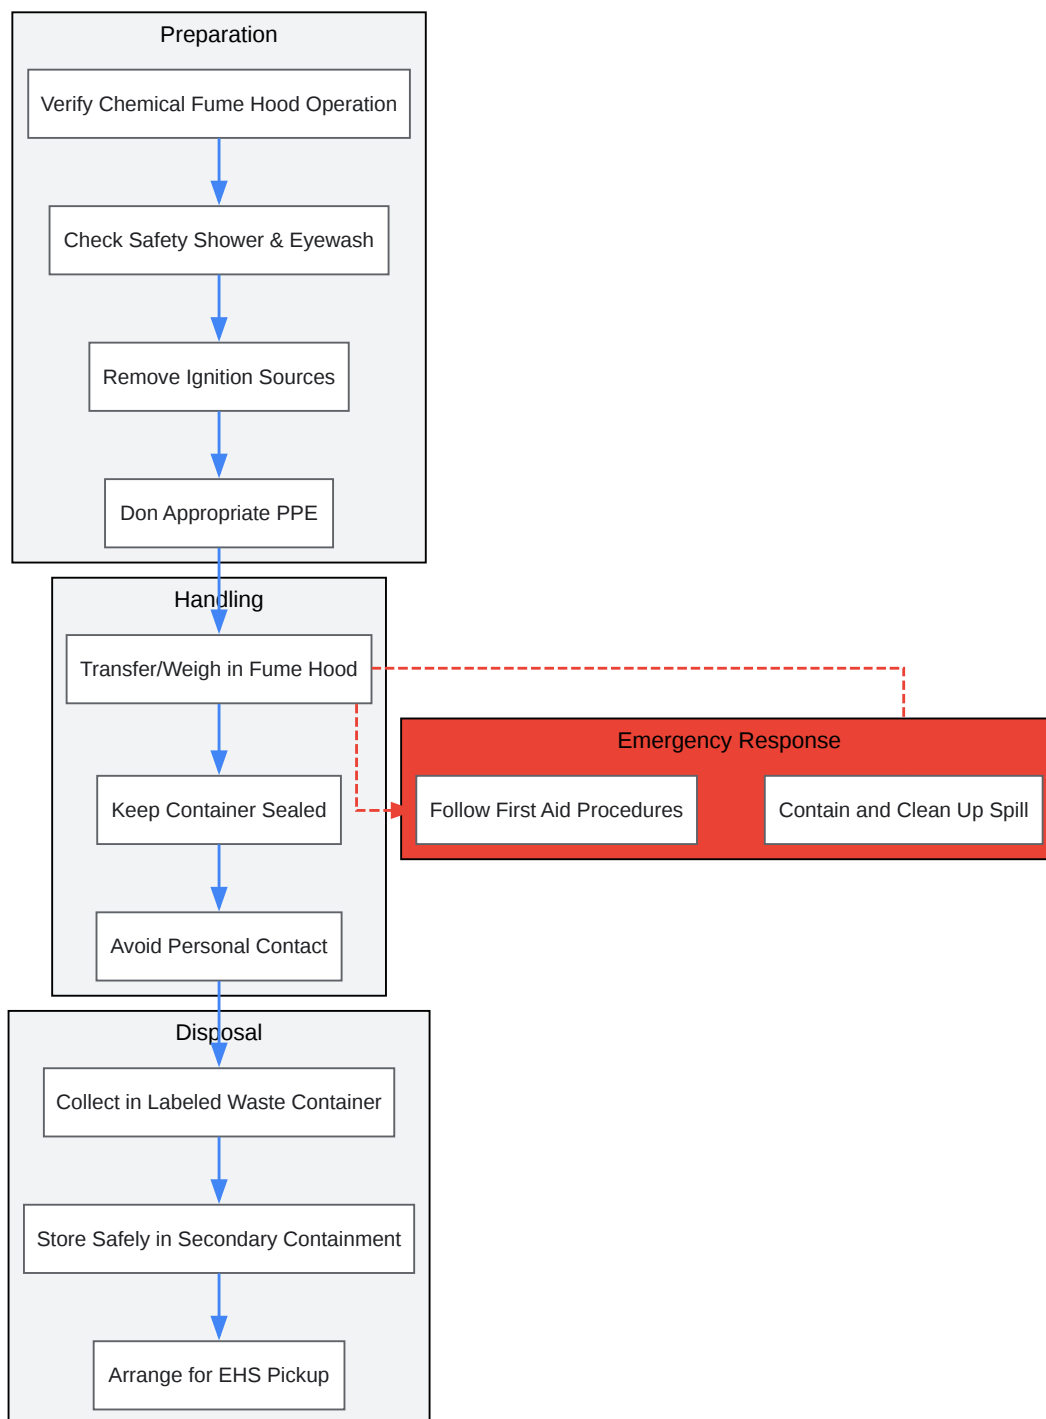 Preparation
Verify Chemical Fume Hood Operation
Check Safety Shower & Eyewash
Remove Ignition Sources
Don Appropriate PPE
Handling
Transfer/Weigh in Fume Hood
Keep Container Sealed
Avoid Personal Contact
Emergency Response
Follow First Aid Procedures
Contain and Clean Up Spill
Disposal
Collect in Labeled Waste Container
Store Safely in Secondary Containment
Arrange for EHS Pickup